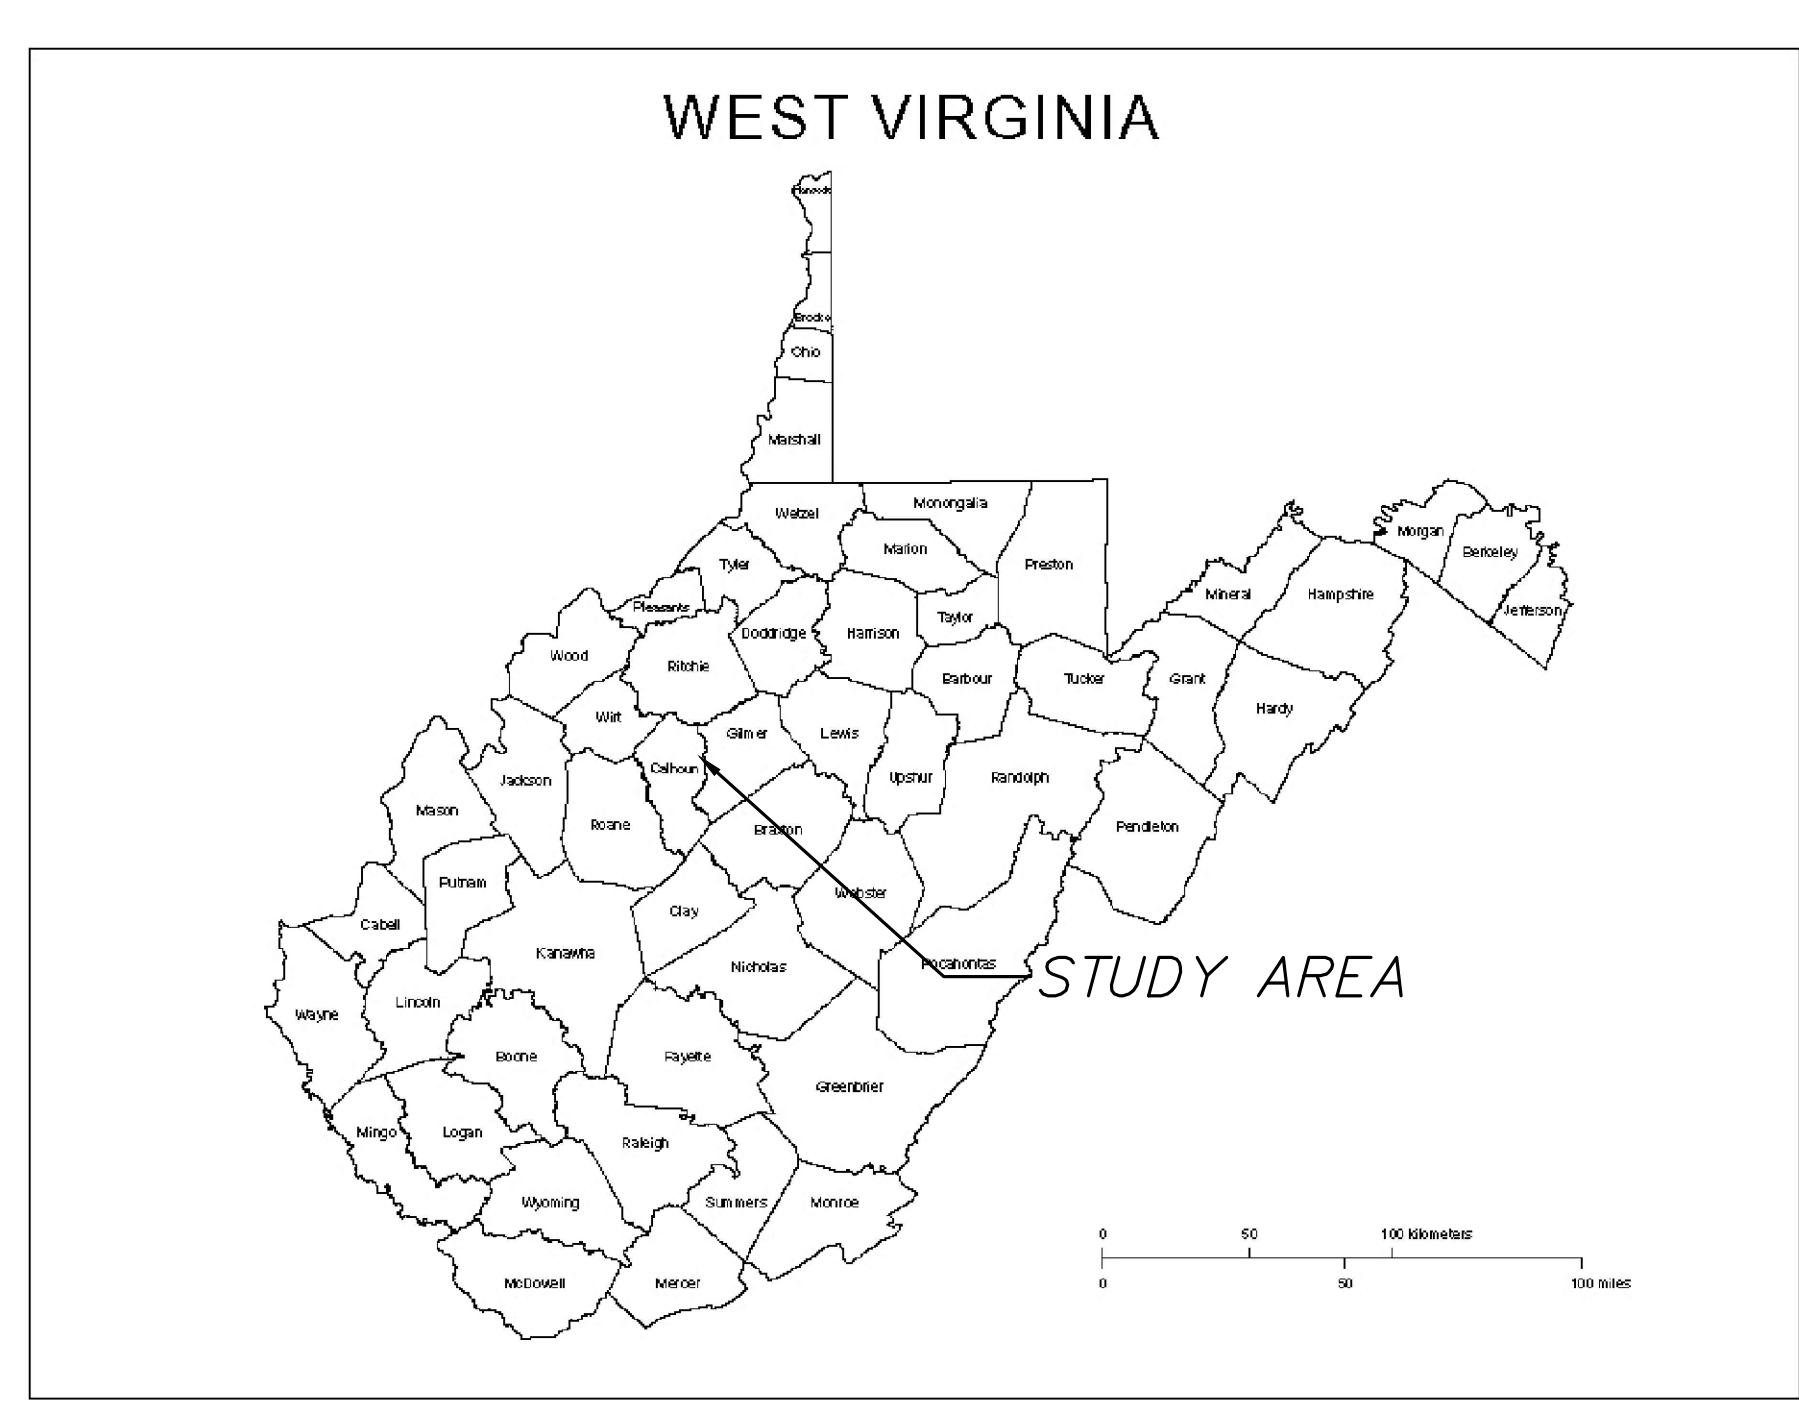 WEST VIRGINIA
Hancock
Brooke
Ohio
Marshall
Wetzel
Monongalia
Marion
Morgan
Berkeley
Tyler
Preston
Mineral
Hampshire
Jefferson
Pleasants
Taylor
Doddridge
Harrison
Wood
Ritchie
Barbour
Tucker
Grant
Hardy
Wirt
Gilmer
Lewis
Calhoun
Jackson
Upshur
Randolph
Mason
Roane
Braxton
Pendleton
Putnam
Webster
Clay
Cabell
Kanawha
Nicholas
Pocahontas
STUDY AREA
Lincoln
Wayne
Boone
Fayette
Greenbrier
Mingo
Logan
Raleigh
Wyoming
Summers
Monroe
McDowell
Mercer
0 50 100 kilometers
0 50 100 miles